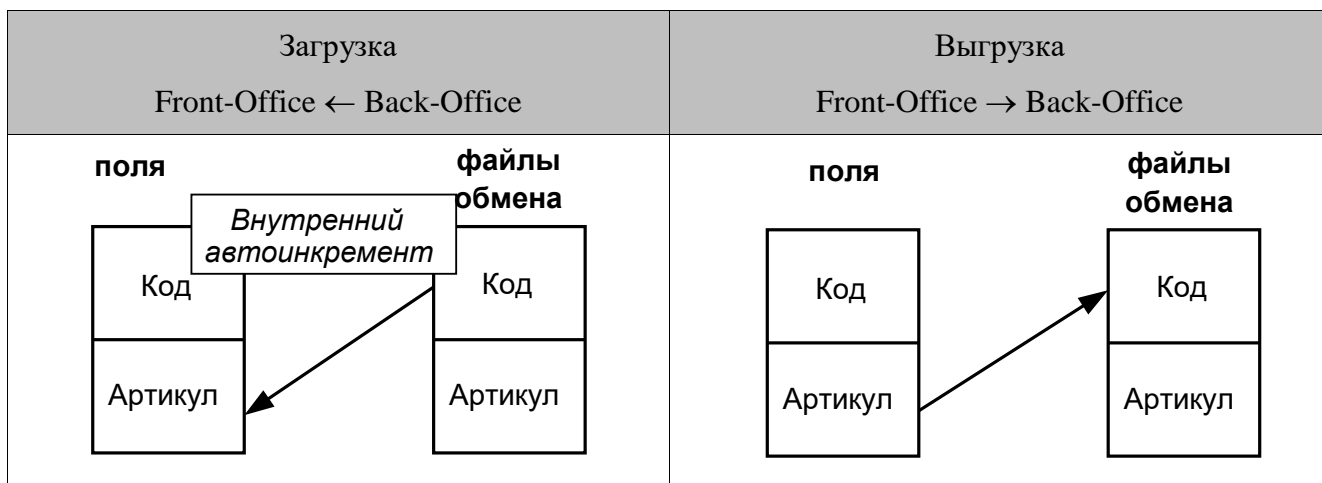 Загрузка
Front-Office ← Back-Office
Выгрузка
Front-Office → Back-Office
поля
файлы
обмена
Внутренний
автоинкремент
Код
Код
Артикул
Артикул
поля
файлы
обмена
Код
Код
Артикул
Артикул